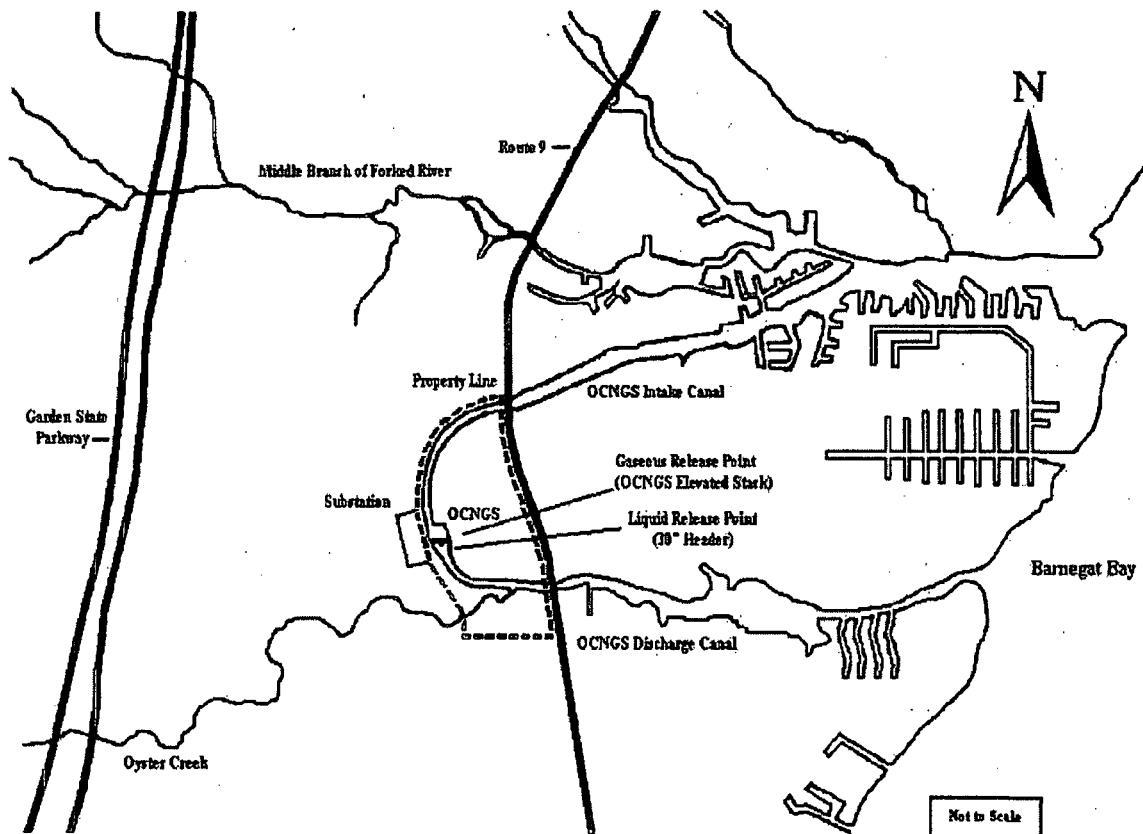 N
Route 9
Middle Branch of Forked River
Property Line
OCNGS Intake Canal
Garden State
Parkway
Gaseous Release Point
(OCNGS Elevated Stack)
Substation
OCNGS
Liquid Release Point
(30" Header)
Barnegat Bay
OCNGS Discharge Canal
Oyster Creek
Not to Scale